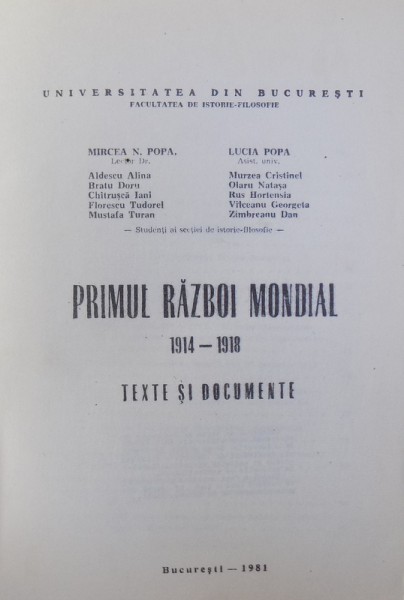 UNIVERSITATEA DIN BUCUREȘTI
FACULTATEA DE ISTORIE-FILOSOFIE
MIRCEA N. POPA,
Lector Dr.
Aldescu Alina
Bratu Doru
Chitrușcă Iani
Florescu Tudorel
Mustafa Turan
LUCIA POPA
Asist. univ.
Murzea Cristinel
Olaru Natașa
Rus Hortensia
Vîlceanu Georgeta
Zimbreanu Dan
— Studenți ai secției de istorie-filosofie —
PRIMUL RĂZBOI MONDIAL
1914 — 1918
TEXTE ȘI DOCUMENTE
București — 1981